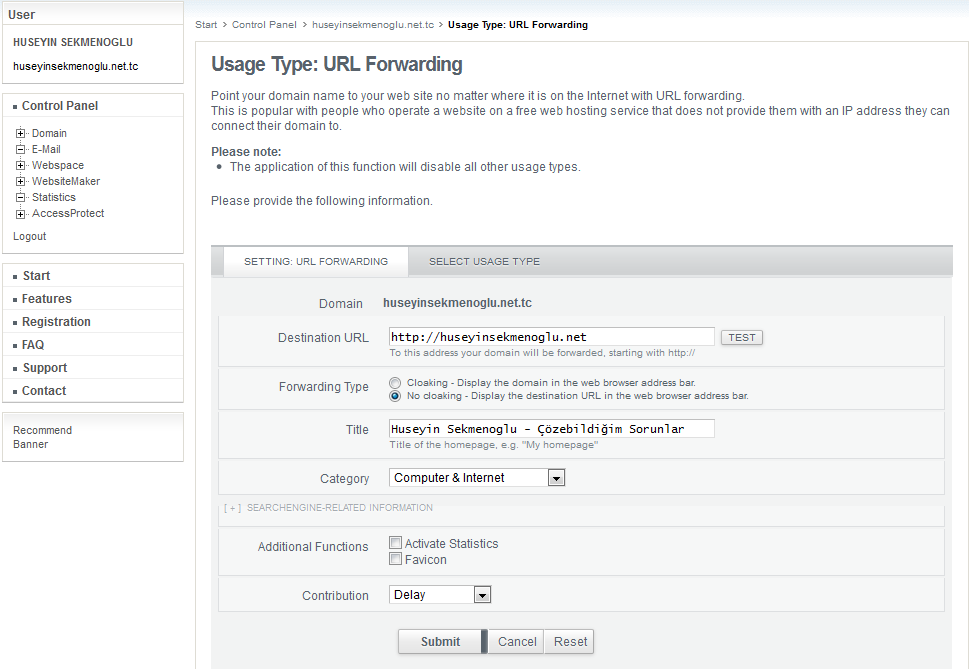 User
HUSEYIN SEKMENOGLU
huseyinsekmenoglu.net.tc
Control Panel
Domain
E-Mail
Webspace
WebsiteMaker
Statistics
AccessProtect
Logout
Start
Features
Registration
FAQ
Support
Contact
Recommend
Banner
Start > Control Panel > huseyinsekmenoglu.net.tc > Usage Type: URL Forwarding
Usage Type: URL Forwarding
Point your domain name to your web site no matter where it is on the Internet with URL forwarding.
This is popular with people who operate a website on a free web hosting service that does not provide them with an IP address they can
connect their domain to.
Please note:
• The application of this function will disable all other usage types.
Please provide the following information.
SETTING: URL FORWARDING SELECT USAGE TYPE
Domain huseyinsekmenoglu.net.tc
Destination URL http://huseyinsekmenoglu.net TEST
To this address your domain will be forwarded, starting with http://
Forwarding Type Cloaking - Display the domain in the web browser address bar.
No cloaking - Display the destination URL in the web browser address bar.
Title Huseyin Sekmenoglu - Çözebildiğim Sorunlar
Title of the homepage, e.g. "My homepage"
Category Computer & Internet
[ + ] SEARCHENGINE-RELATED INFORMATION
Additional Functions Activate Statistics
Favicon
Contribution Delay
Submit Cancel Reset